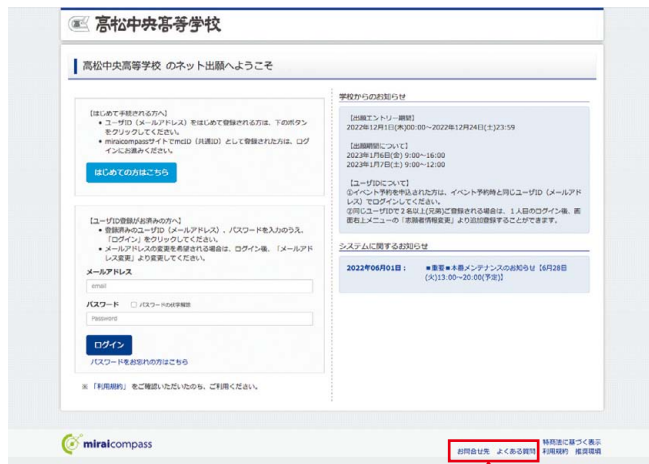 高松中央高等学校
高松中央高等学校 のネット出願へようこそ
[はじめて手続される方へ]
• ユーザID（メールアドレス）をはじめて登録される方は、下のボタン
をクリックしてください。
• miraicompassサイトでmcID（共通ID）として登録された方は、ログ
インにお進みください。
はじめての方はこちら
[ユーザID登録がお済みの方へ]
• 登録済みのユーザID（メールアドレス）、パスワードを入力のうえ、
「ログイン」をクリックしてください。
• メールアドレスの変更を希望される場合は、ログイン後、「メールアド
レス変更」より変更してください。
メールアドレス
email
パスワード パスワードの伏字解除
Password
ログイン
パスワードをお忘れの方はこちら
※ 「利用規約」 をご確認いただいたのち、ご利用ください。
学校からのお知らせ
[出願エントリー期間]
2022年12月1日(木)00:00～2022年12月24日(土)23:59
[出願期間について]
2023年1月6日(金) 9:00～16:00
2023年1月7日(土) 9:00～12:00
[ユーザIDについて]
①イベント予約を申込された方は、イベント予約時と同じユーザID（メールアド
レス）でログインしてください。
②同じユーザIDで２名以上(兄弟)ご登録される場合は、１人目のログイン後、画
面右上メニューの「志願者情報変更」より追加登録することができます。
システムに関するお知らせ
2022年06月01日： ■重要■本番メンテナンスのお知らせ【6月28日
(火)13:00～20:00(予定)】
miraicompass
特商法に基づく表示
お問合せ先 よくある質問 利用規約 推奨環境